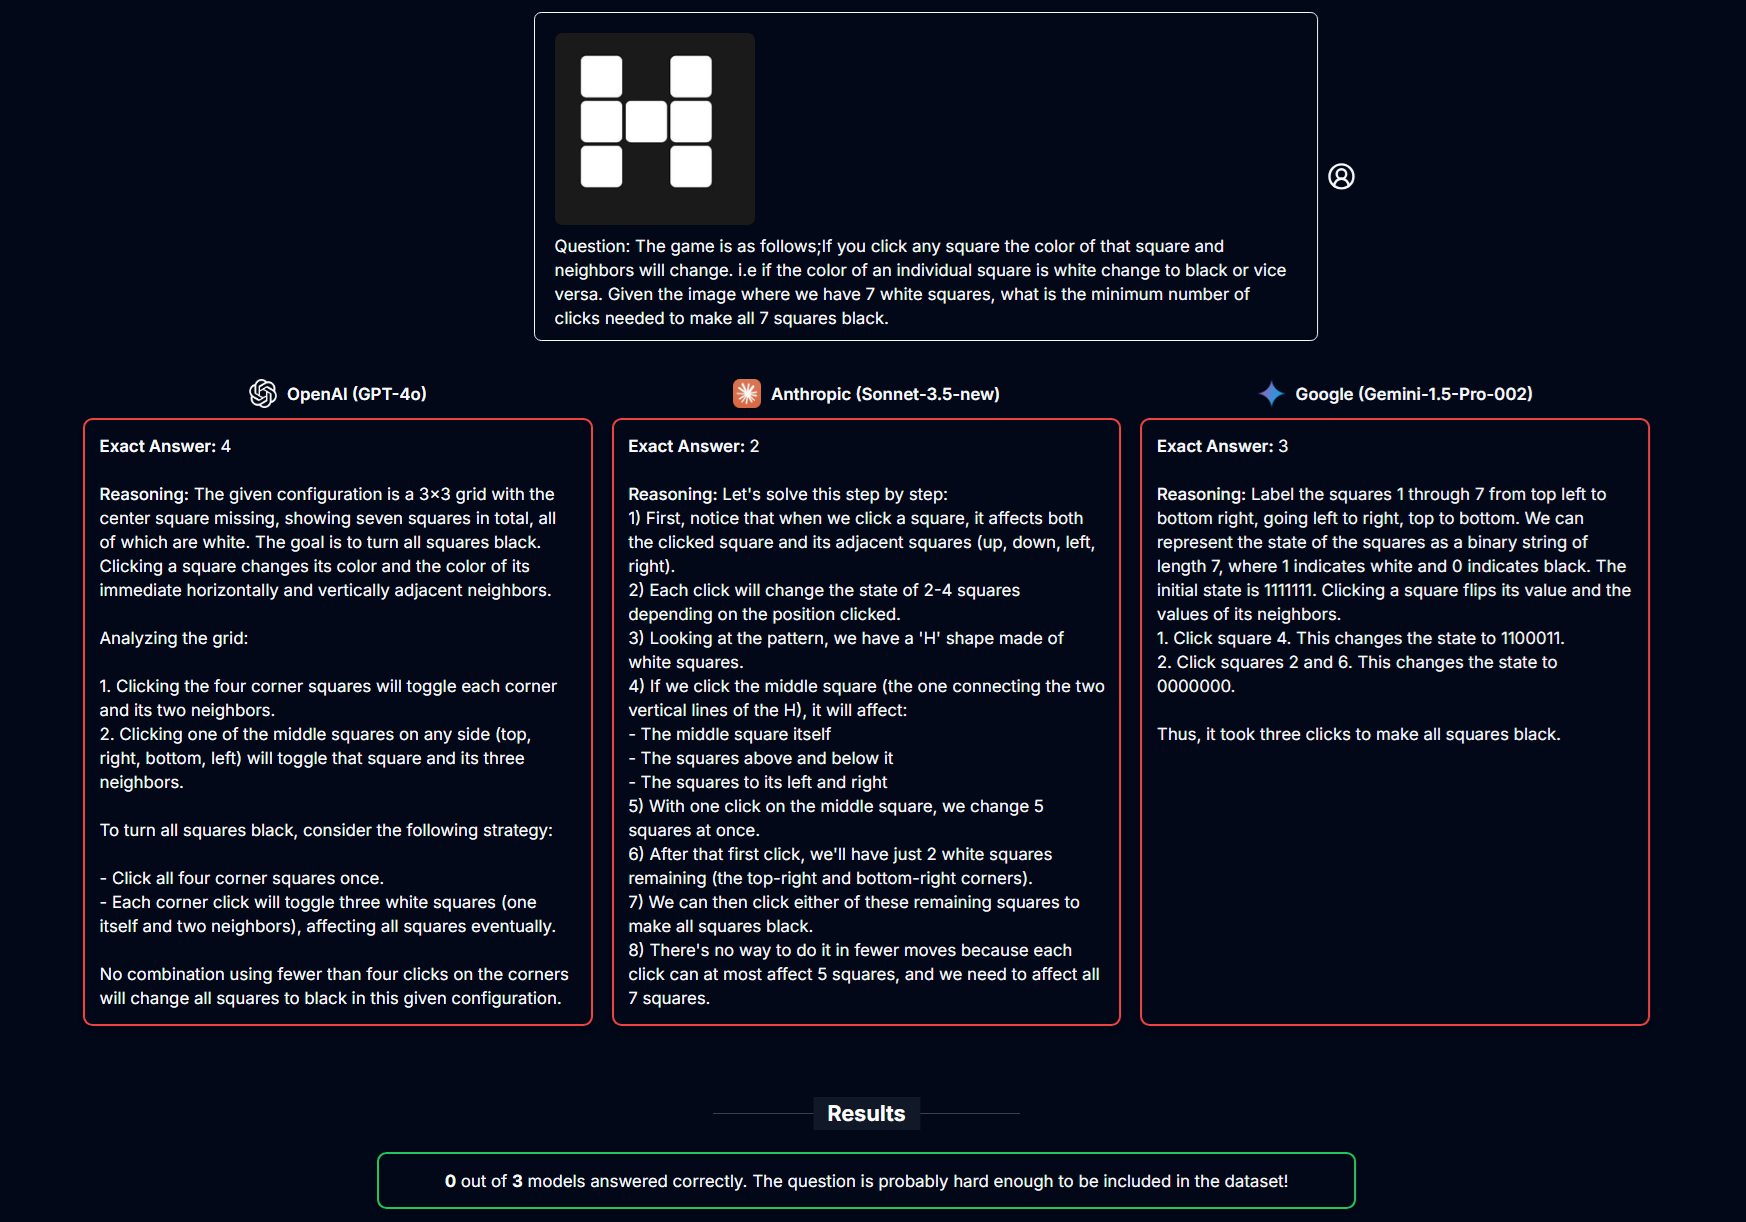 Question: The game is as follows;If you click any square the color of that square and
neighbors will change. i.e if the color of an individual square is white change to black or vice
versa. Given the image where we have 7 white squares, what is the minimum number of
clicks needed to make all 7 squares black.
OpenAI (GPT-4o)
Exact Answer: 4
Reasoning: The given configuration is a 3×3 grid with the
center square missing, showing seven squares in total, all
of which are white. The goal is to turn all squares black.
Clicking a square changes its color and the color of its
immediate horizontally and vertically adjacent neighbors.
Analyzing the grid:
1. Clicking the four corner squares will toggle each corner
and its two neighbors.
2. Clicking one of the middle squares on any side (top,
right, bottom, left) will toggle that square and its three
neighbors.
To turn all squares black, consider the following strategy:
- Click all four corner squares once.
- Each corner click will toggle three white squares (one
itself and two neighbors), affecting all squares eventually.
No combination using fewer than four clicks on the corners
will change all squares to black in this given configuration.
Anthropic (Sonnet-3.5-new)
Exact Answer: 2
Reasoning: Let's solve this step by step:
1) First, notice that when we click a square, it affects both
the clicked square and its adjacent squares (up, down, left,
right).
2) Each click will change the state of 2-4 squares
depending on the position clicked.
3) Looking at the pattern, we have a 'H' shape made of
white squares.
4) If we click the middle square (the one connecting the two
vertical lines of the H), it will affect:
- The middle square itself
- The squares above and below it
- The squares to its left and right
5) With one click on the middle square, we change 5
squares at once.
6) After that first click, we'll have just 2 white squares
remaining (the top-right and bottom-right corners).
7) We can then click either of these remaining squares to
make all squares black.
8) There's no way to do it in fewer moves because each
click can at most affect 5 squares, and we need to affect all
7 squares.
Google (Gemini-1.5-Pro-002)
Exact Answer: 3
Reasoning: Label the squares 1 through 7 from top left to
bottom right, going left to right, top to bottom. We can
represent the state of the squares as a binary string of
length 7, where 1 indicates white and 0 indicates black. The
initial state is 1111111. Clicking a square flips its value and the
values of its neighbors.
1. Click square 4. This changes the state to 1100011.
2. Click squares 2 and 6. This changes the state to
0000000.
Thus, it took three clicks to make all squares black.
Results
0 out of 3 models answered correctly. The question is probably hard enough to be included in the dataset!